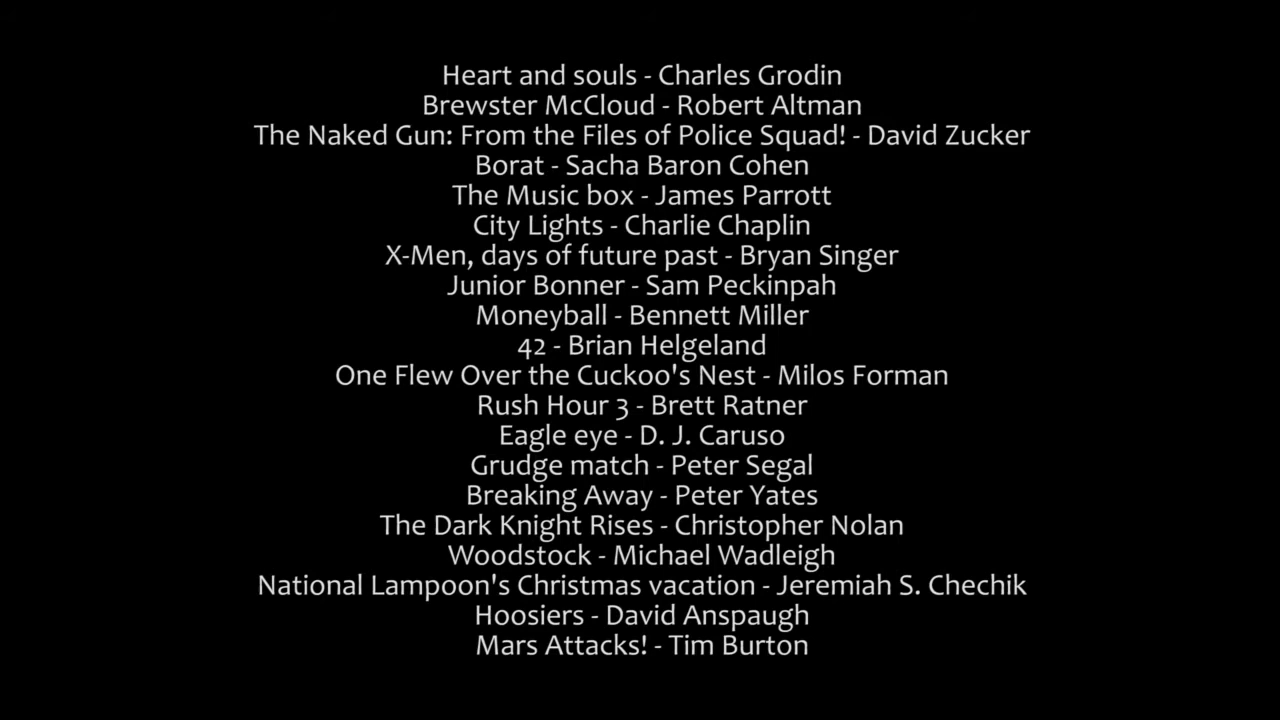 Heart and souls - Charles Grodin
Brewster McCloud - Robert Altman
The Naked Gun: From the Files of Police Squad! - David Zucker
Borat - Sacha Baron Cohen
The Music box - James Parrott
City Lights - Charlie Chaplin
X-Men, days of future past - Bryan Singer
Junior Bonner - Sam Peckinpah
Moneyball - Bennett Miller
42 - Brian Helgeland
One Flew Over the Cuckoo's Nest - Milos Forman
Rush Hour 3 - Brett Ratner
Eagle eye - D. J. Caruso
Grudge match - Peter Segal
Breaking Away - Peter Yates
The Dark Knight Rises - Christopher Nolan
Woodstock - Michael Wadleigh
National Lampoon's Christmas vacation - Jeremiah S. Chechik
Hoosiers - David Anspaugh
Mars Attacks! - Tim Burton